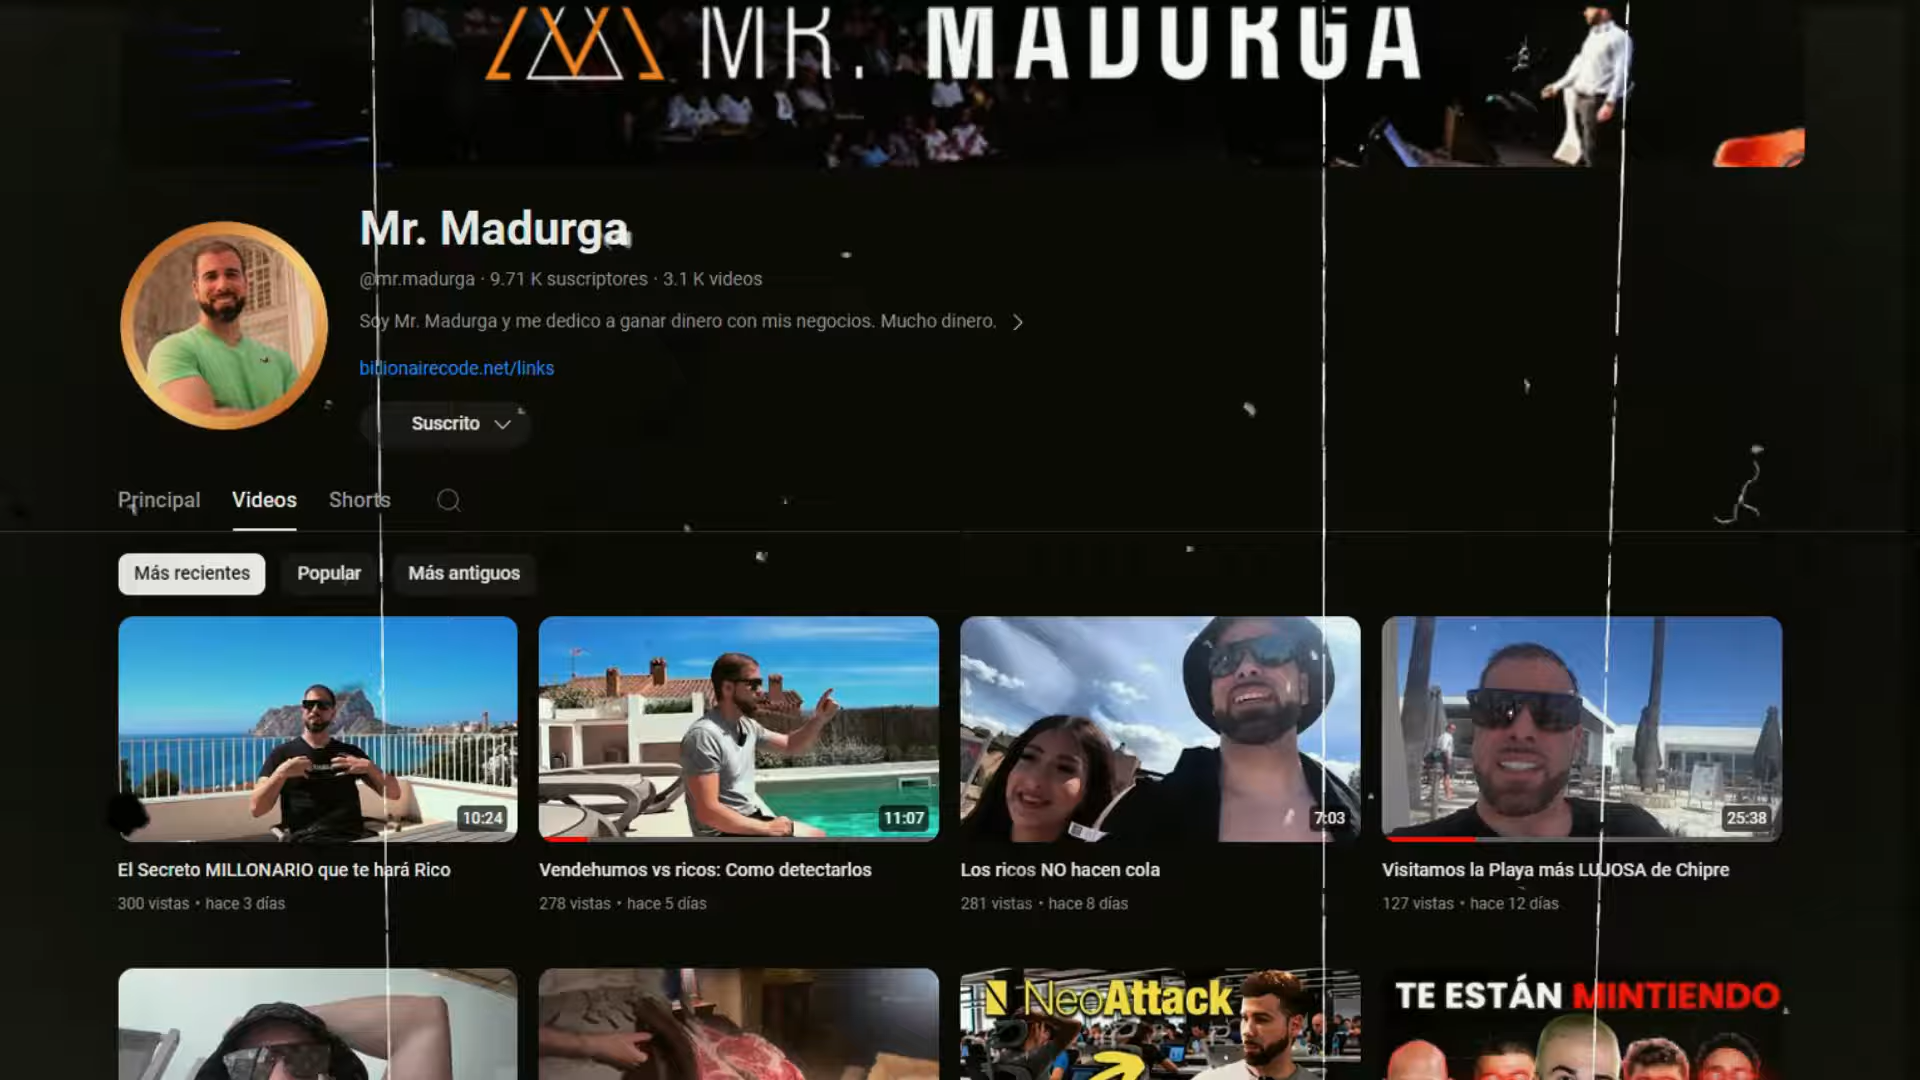 MR. MADURGA
Mr. Madurga
@mr.madurga · 9.71 K suscriptores · 3.1 K videos
Soy Mr. Madurga y me dedico a ganar dinero con mis negocios. Mucho dinero.
billionairecode.net/links
Suscrito
Principal Videos Shorts
Más recientes Popular Más antiguos
10:24 11:07 7:03 25:38
El Secreto MILLONARIO que te hará Rico
300 vistas • hace 3 días
Vendehumos vs ricos: Como detectarlos
278 vistas • hace 5 días
Los ricos NO hacen cola
281 vistas • hace 8 días
Visitamos la Playa más LUJOSA de Chipre
127 vistas • hace 12 días
NeoAttack
TE ESTÁN MINTIENDO